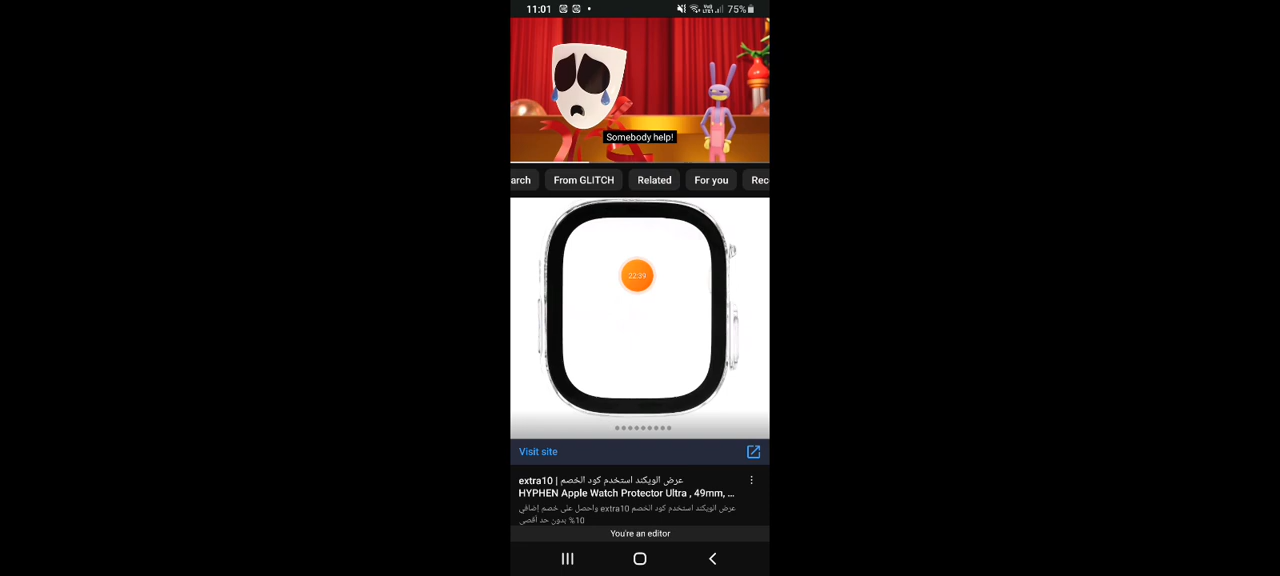 11:01
75%
Somebody help!
arch
From GLITCH
Related
For you
Rec
22:39
Visit site
extra10 | عرض الويكند استخدم كود الخصم
HYPHEN Apple Watch Protector Ultra , 49mm, ...
عرض الويكند استخدم كود الخصم extra10 واحصل على خصم إضافي
10% بدون حد أقصى
You're an editor